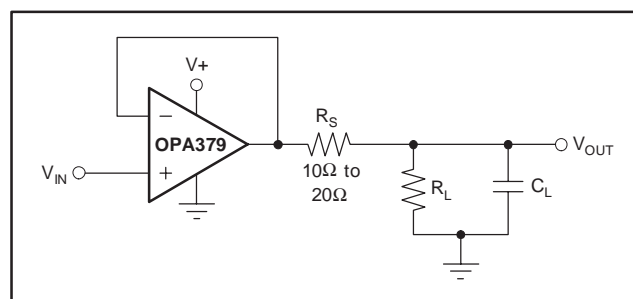 V+
−
OPA379
+
V_IN
R_S
10Ω to
20Ω
R_L
C_L
V_OUT